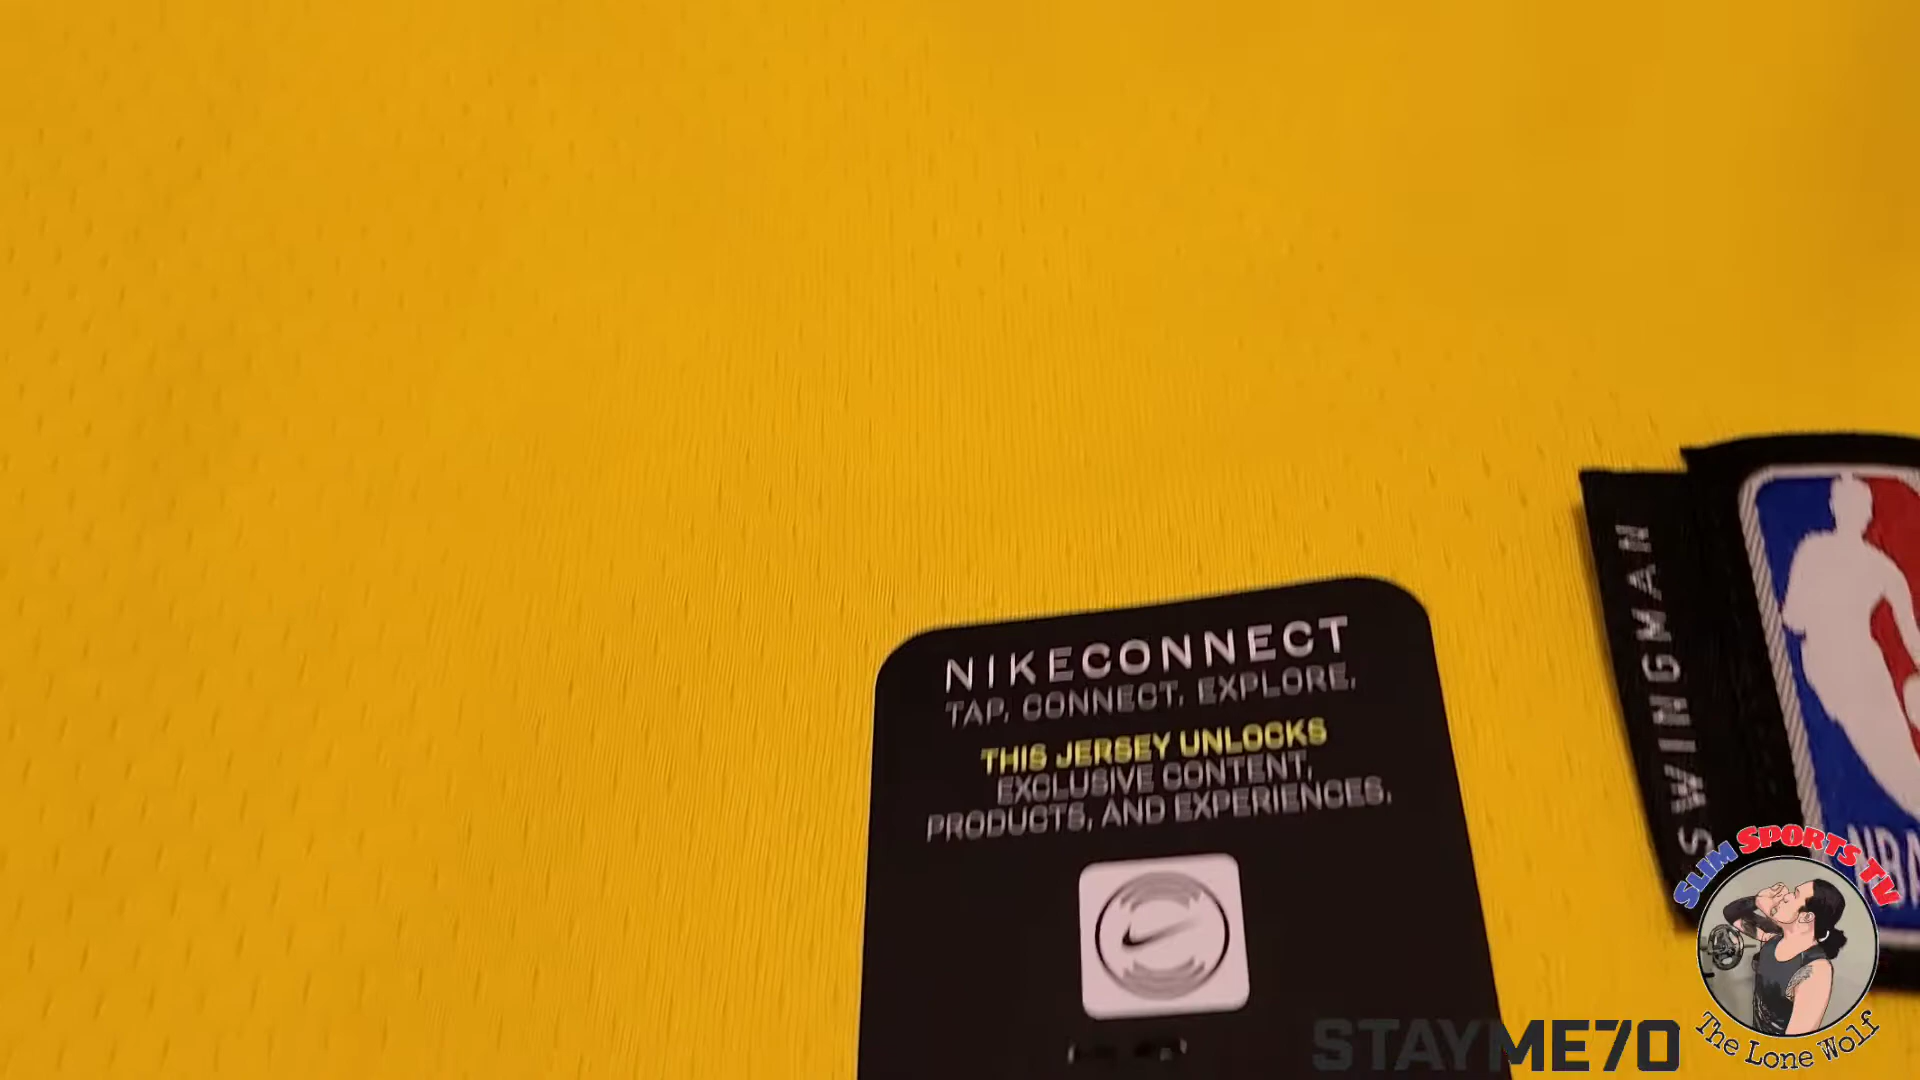 NIKECONNECT
TAP. CONNECT. EXPLORE.
THIS JERSEY UNLOCKS
EXCLUSIVE CONTENT,
PRODUCTS, AND EXPERIENCES.
SWINGMAN
NBA
SLIM SPORTS TV
The Lone Wolf
STAYME70